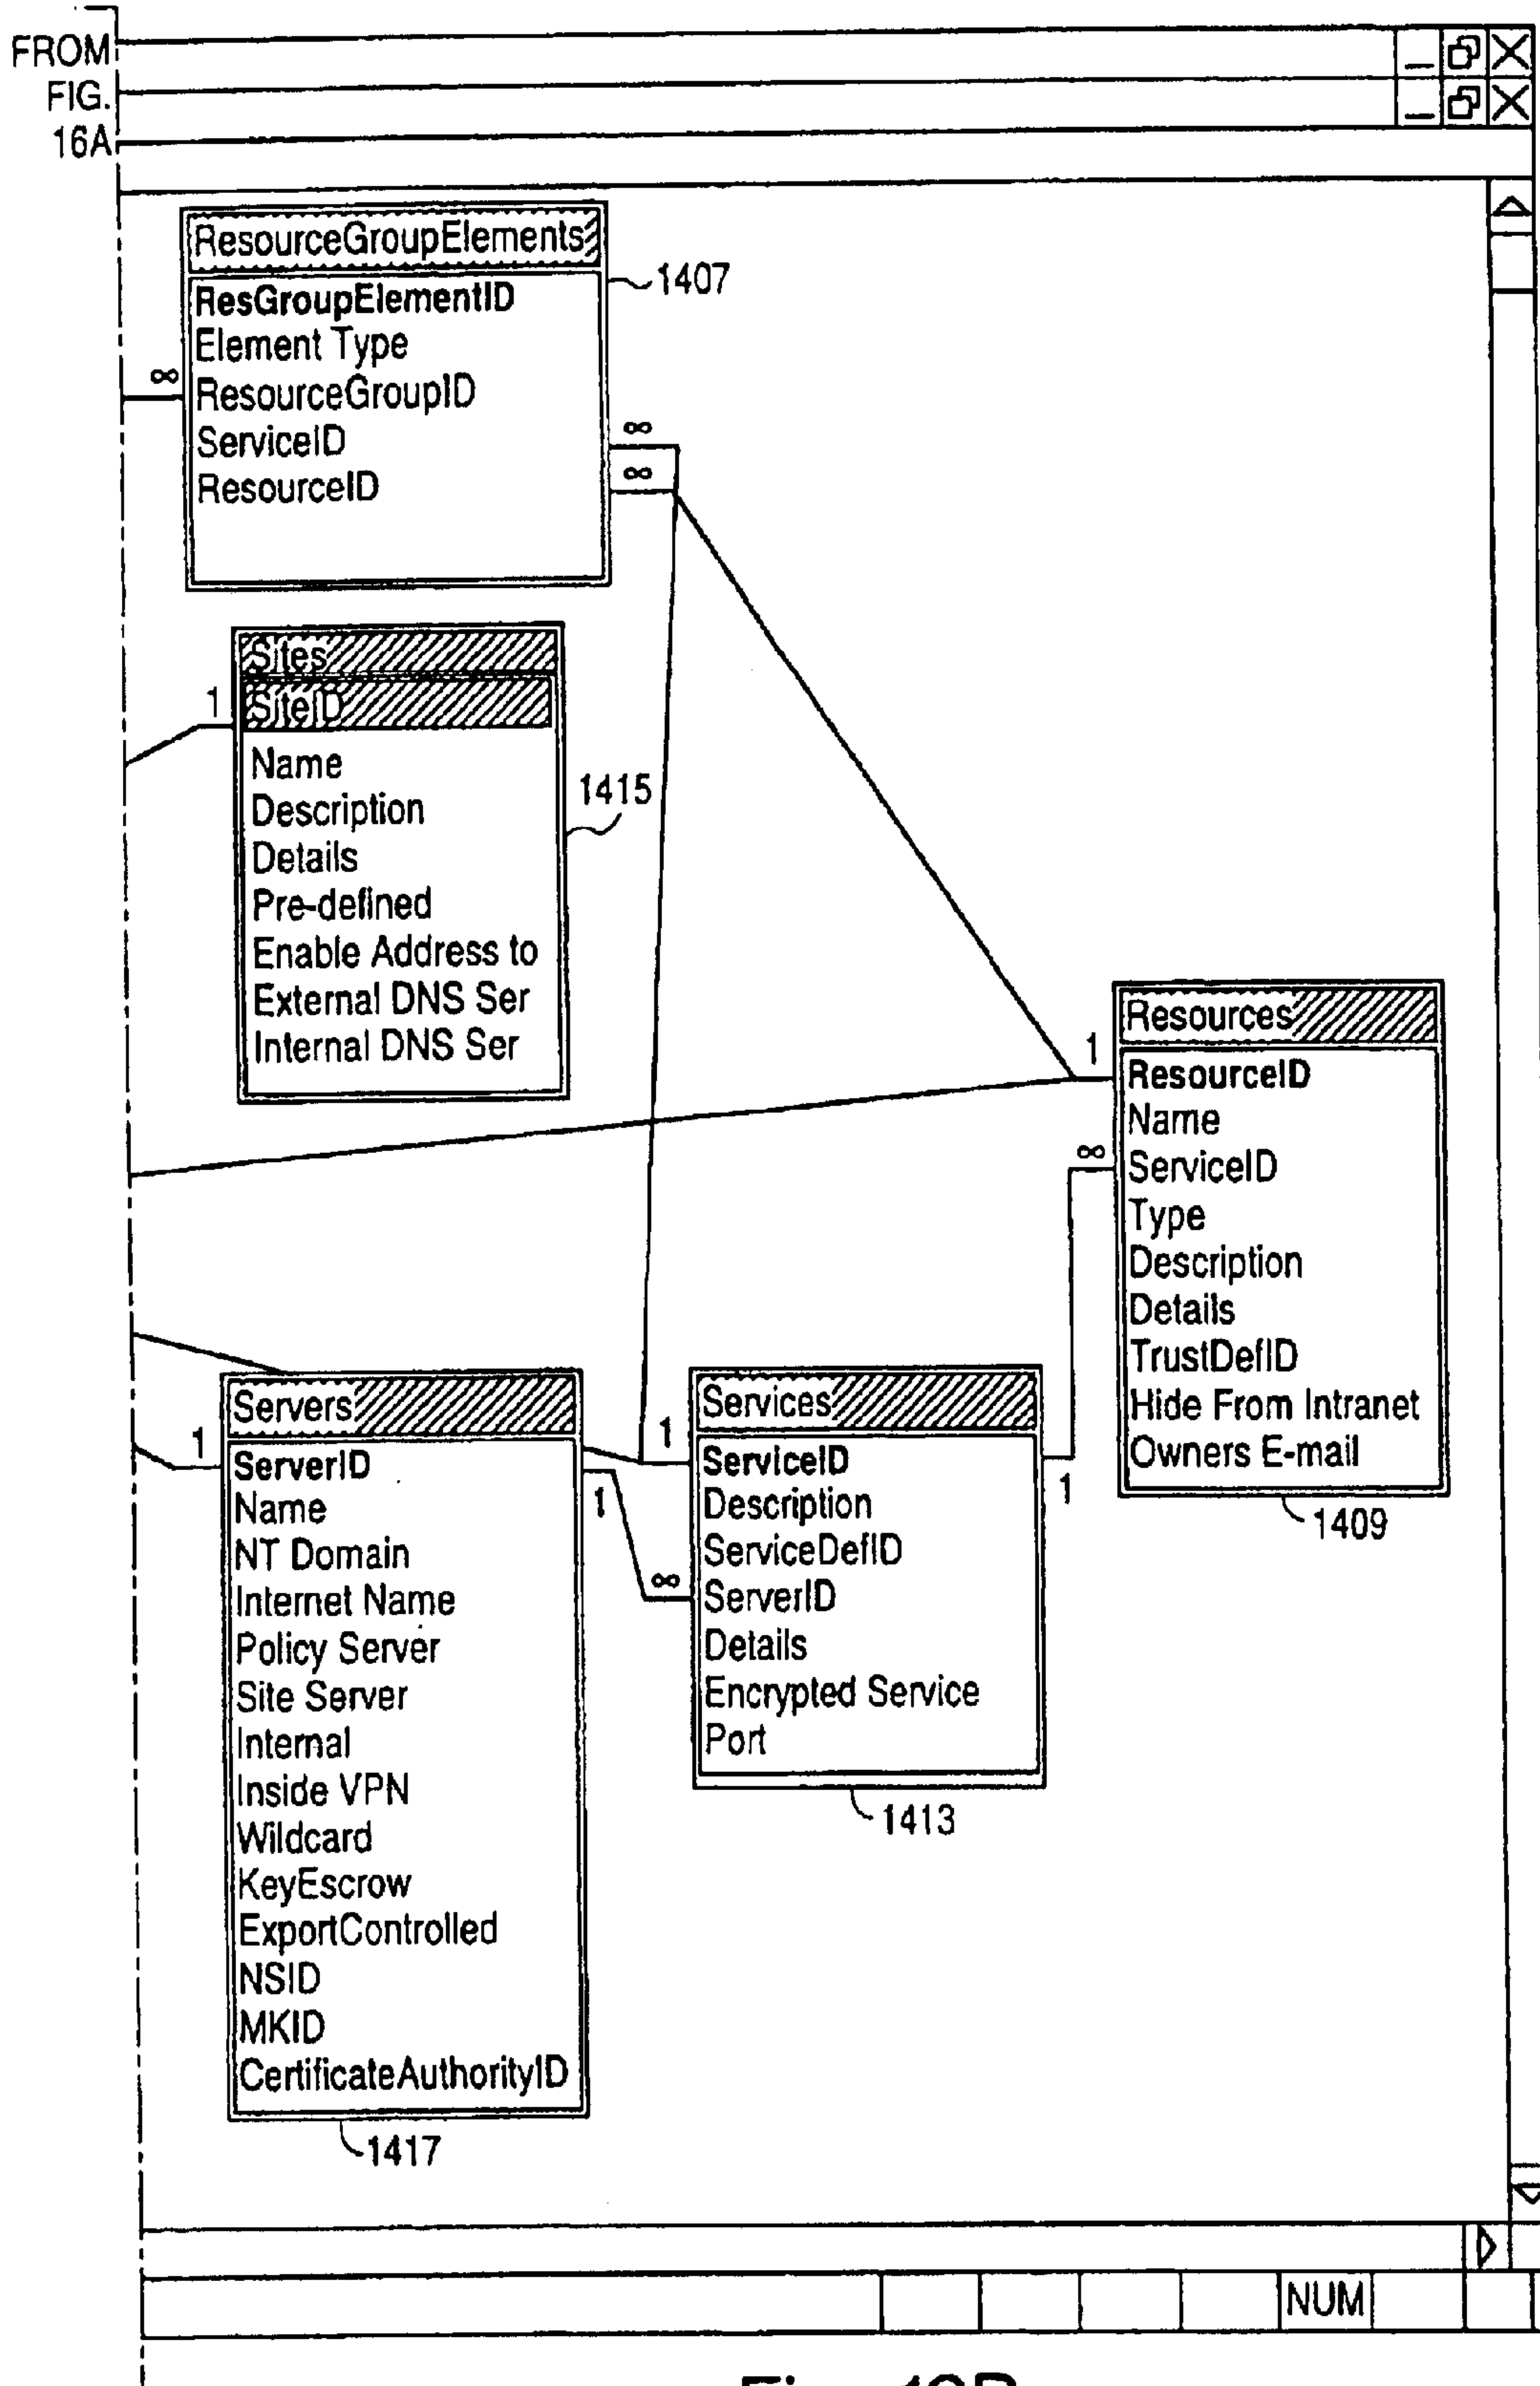 FROM
FIG.
16A
ResourceGroupElements
1407
ResGroupElementID
Element Type
∞
ResourceGroupID
ServiceID
∞
ResourceID
∞
Sites
1
SiteID
Name
1415
Description
Details
Pre-defined
Enable Address to
External DNS Ser
Internal DNS Ser
Resources
1
ResourceID
Name
∞
ServiceID
Type
Description
Details
TrustDefID
Hide From Intranet
Owners E-mail
1409
Servers
1
ServerID
1
Name
NT Domain
Internet Name
Policy Server
Site Server
Internal
Inside VPN
Wildcard
KeyEscrow
ExportControlled
NSID
MKID
CertificateAuthorityID
1417
Services
1
ServiceID
1
Description
ServiceDefID
∞
ServerID
Details
Encrypted Service
Port
1413
NUM